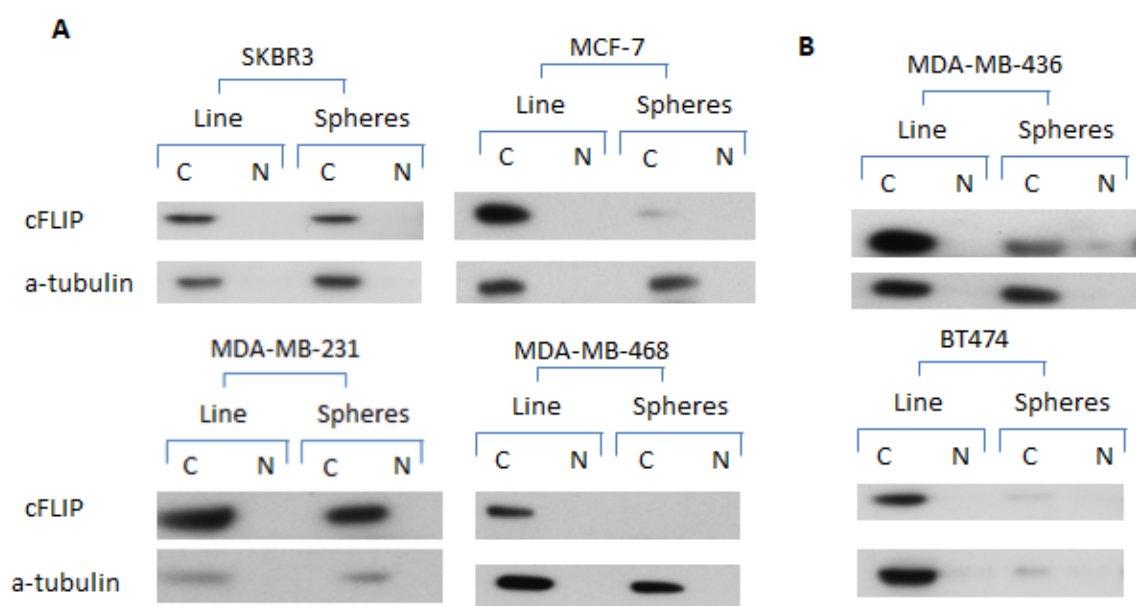 A
SKBR3
Line Spheres
C N C N
cFLIP
a-tubulin
MCF-7
Line Spheres
C N C N
MDA-MB-231
Line Spheres
C N C N
cFLIP
a-tubulin
MDA-MB-468
Line Spheres
C N C N
B
MDA-MB-436
Line Spheres
C N C N
BT474
Line Spheres
C N C N